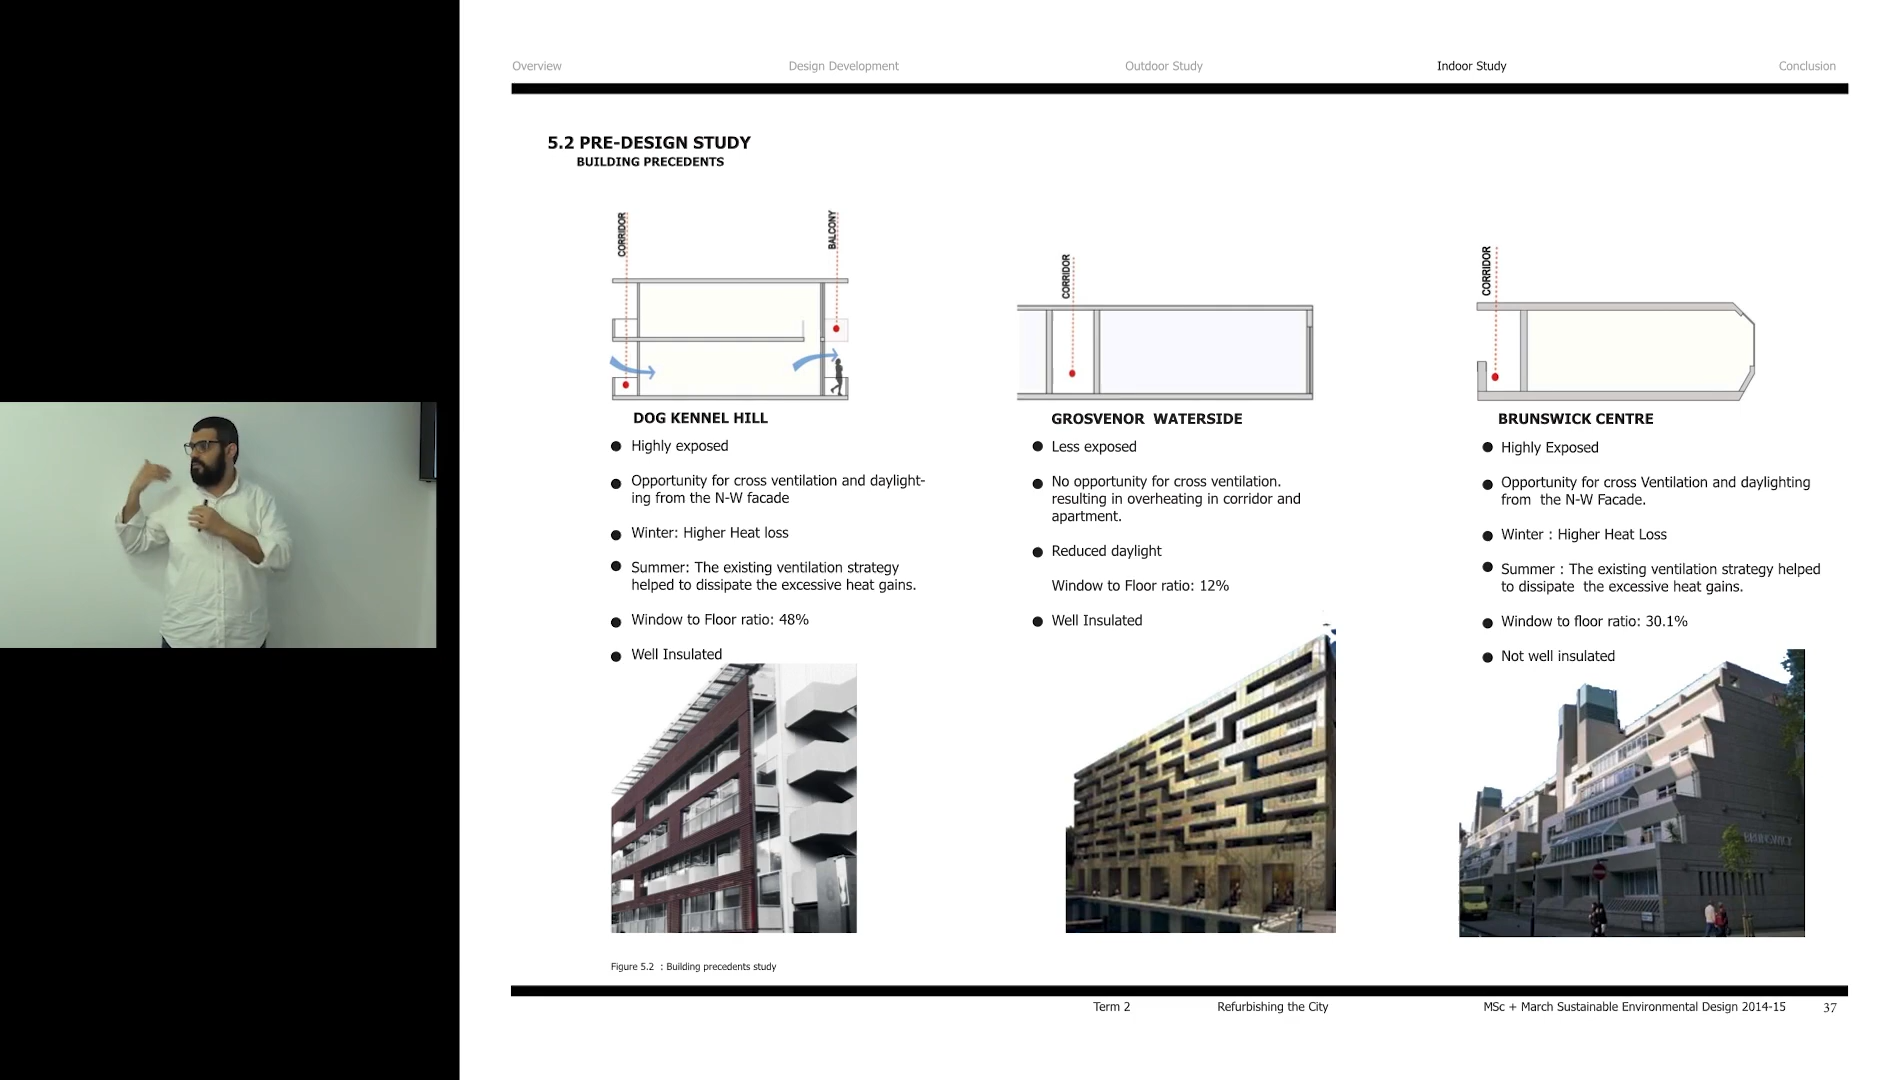 Overview
Design Development
Outdoor Study
Indoor Study
Conclusion
5.2 PRE-DESIGN STUDY
BUILDING PRECEDENTS
CORRIDOR
BALCONY
DOG KENNEL HILL
Highly exposed
Opportunity for cross ventilation and daylight-
ing from the N-W facade
Winter: Higher Heat loss
Summer: The existing ventilation strategy
helped to dissipate the excessive heat gains.
Window to Floor ratio: 48%
Well Insulated
CORRIDOR
GROSVENOR WATERSIDE
Less exposed
No opportunity for cross ventilation.
resulting in overheating in corridor and
apartment.
Reduced daylight
Window to Floor ratio: 12%
Well Insulated
CORRIDOR
BRUNSWICK CENTRE
Highly Exposed
Opportunity for cross Ventilation and daylighting
from the N-W Facade.
Winter : Higher Heat Loss
Summer : The existing ventilation strategy helped
to dissipate the excessive heat gains.
Window to floor ratio: 30.1%
Not well insulated
Figure 5.2 : Building precedents study
Term 2
Refurbishing the City
MSc + March Sustainable Environmental Design 2014-15
37